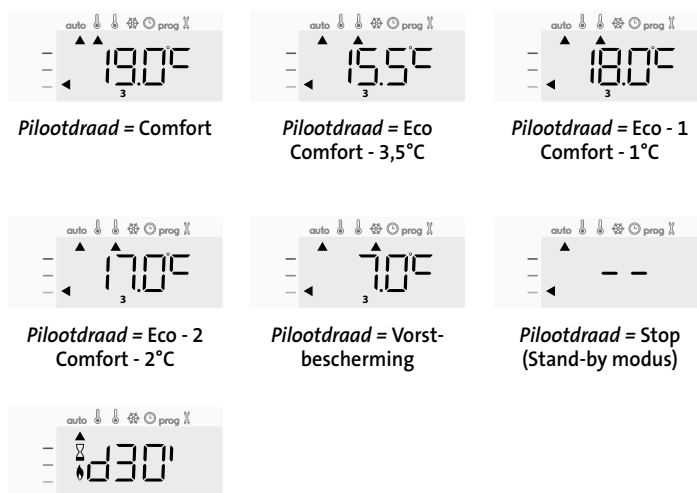 auto prog
19.0°C
3
Pilootdraad = Comfort
auto prog
15.5°C
3
Pilootdraad = Eco
Comfort - 3,5°C
auto prog
18.0°C
3
Pilootdraad = Eco - 1
Comfort - 1°C
auto prog
17.0°C
3
Pilootdraad = Eco - 2
Comfort - 2°C
auto prog
7.0°C
3
Pilootdraad = Vorst-
bescherming
auto prog
- -
Pilootdraad = Stop
(Stand-by modus)
auto prog
d30'